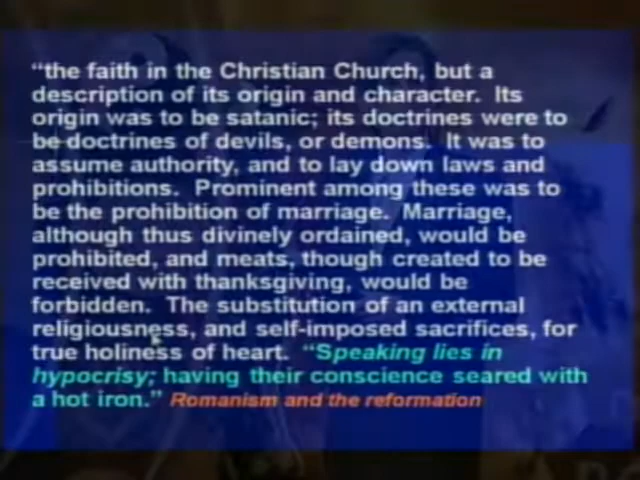 “the faith in the Christian Church, but a
description of its origin and character. Its
origin was to be satanic; its doctrines were to
be doctrines of devils, or demons. It was to
assume authority, and to lay down laws and
prohibitions. Prominent among these was to
be the prohibition of marriage. Marriage,
although thus divinely ordained, would be
prohibited, and meats, though created to be
received with thanksgiving, would be
forbidden. The substitution of an external
religiousness, and self-imposed sacrifices, for
true holiness of heart. “Speaking lies in
hypocrisy; having their conscience seared with
a hot iron.” Romanism and the reformation